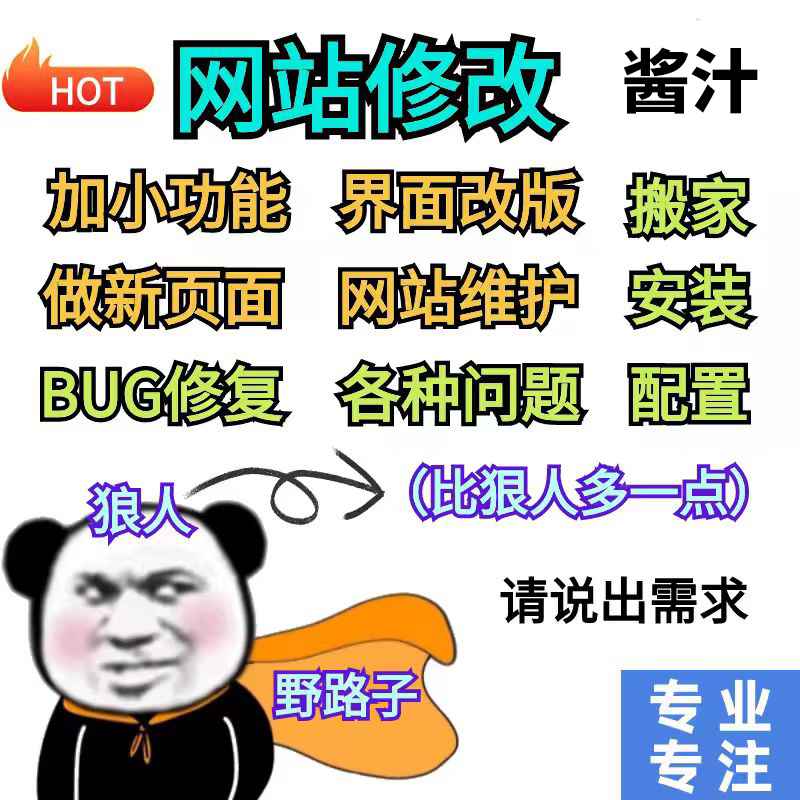 HOT
网站修改
酱汁
加小功能 界面改版 搬家
做新页面 网站维护 安装
BUG修复 各种问题 配置
狼人
（比狠人多一点）
请说出需求
野路子
专业
专注